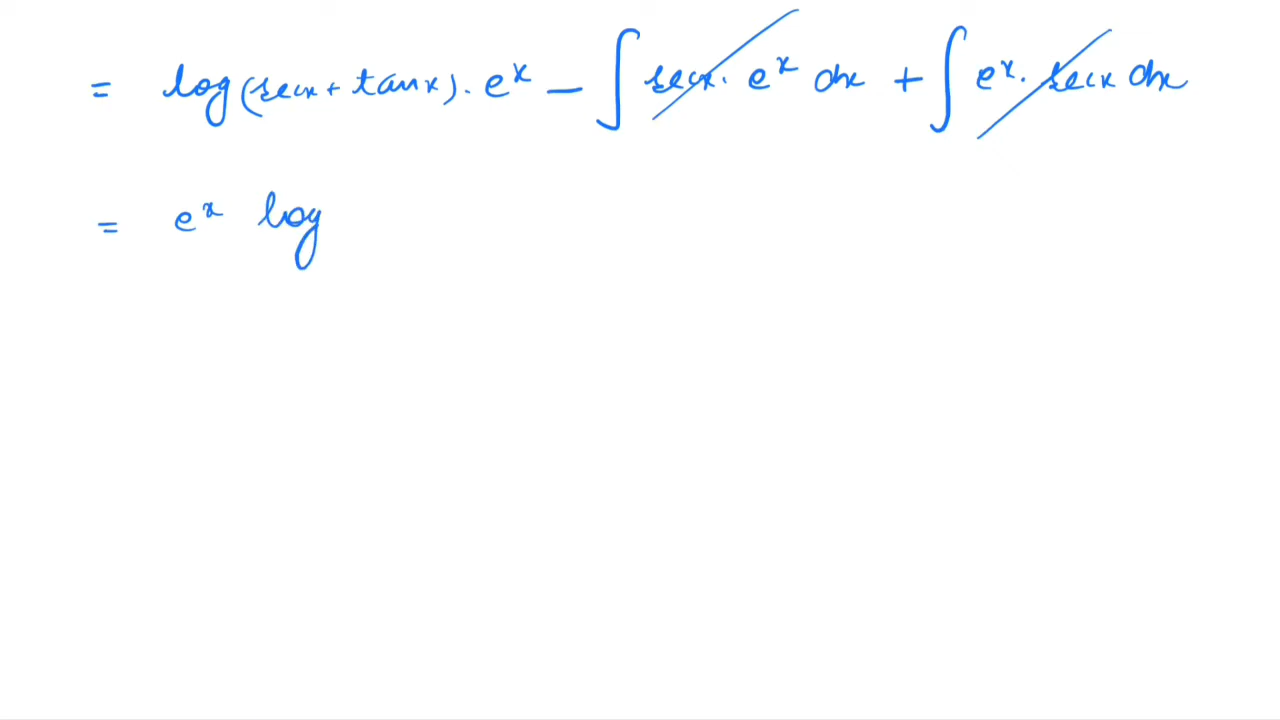 = log(secx + tanx). e^x − ∫ secx. e^x dx + ∫ e^x. secx dx
= e^x log